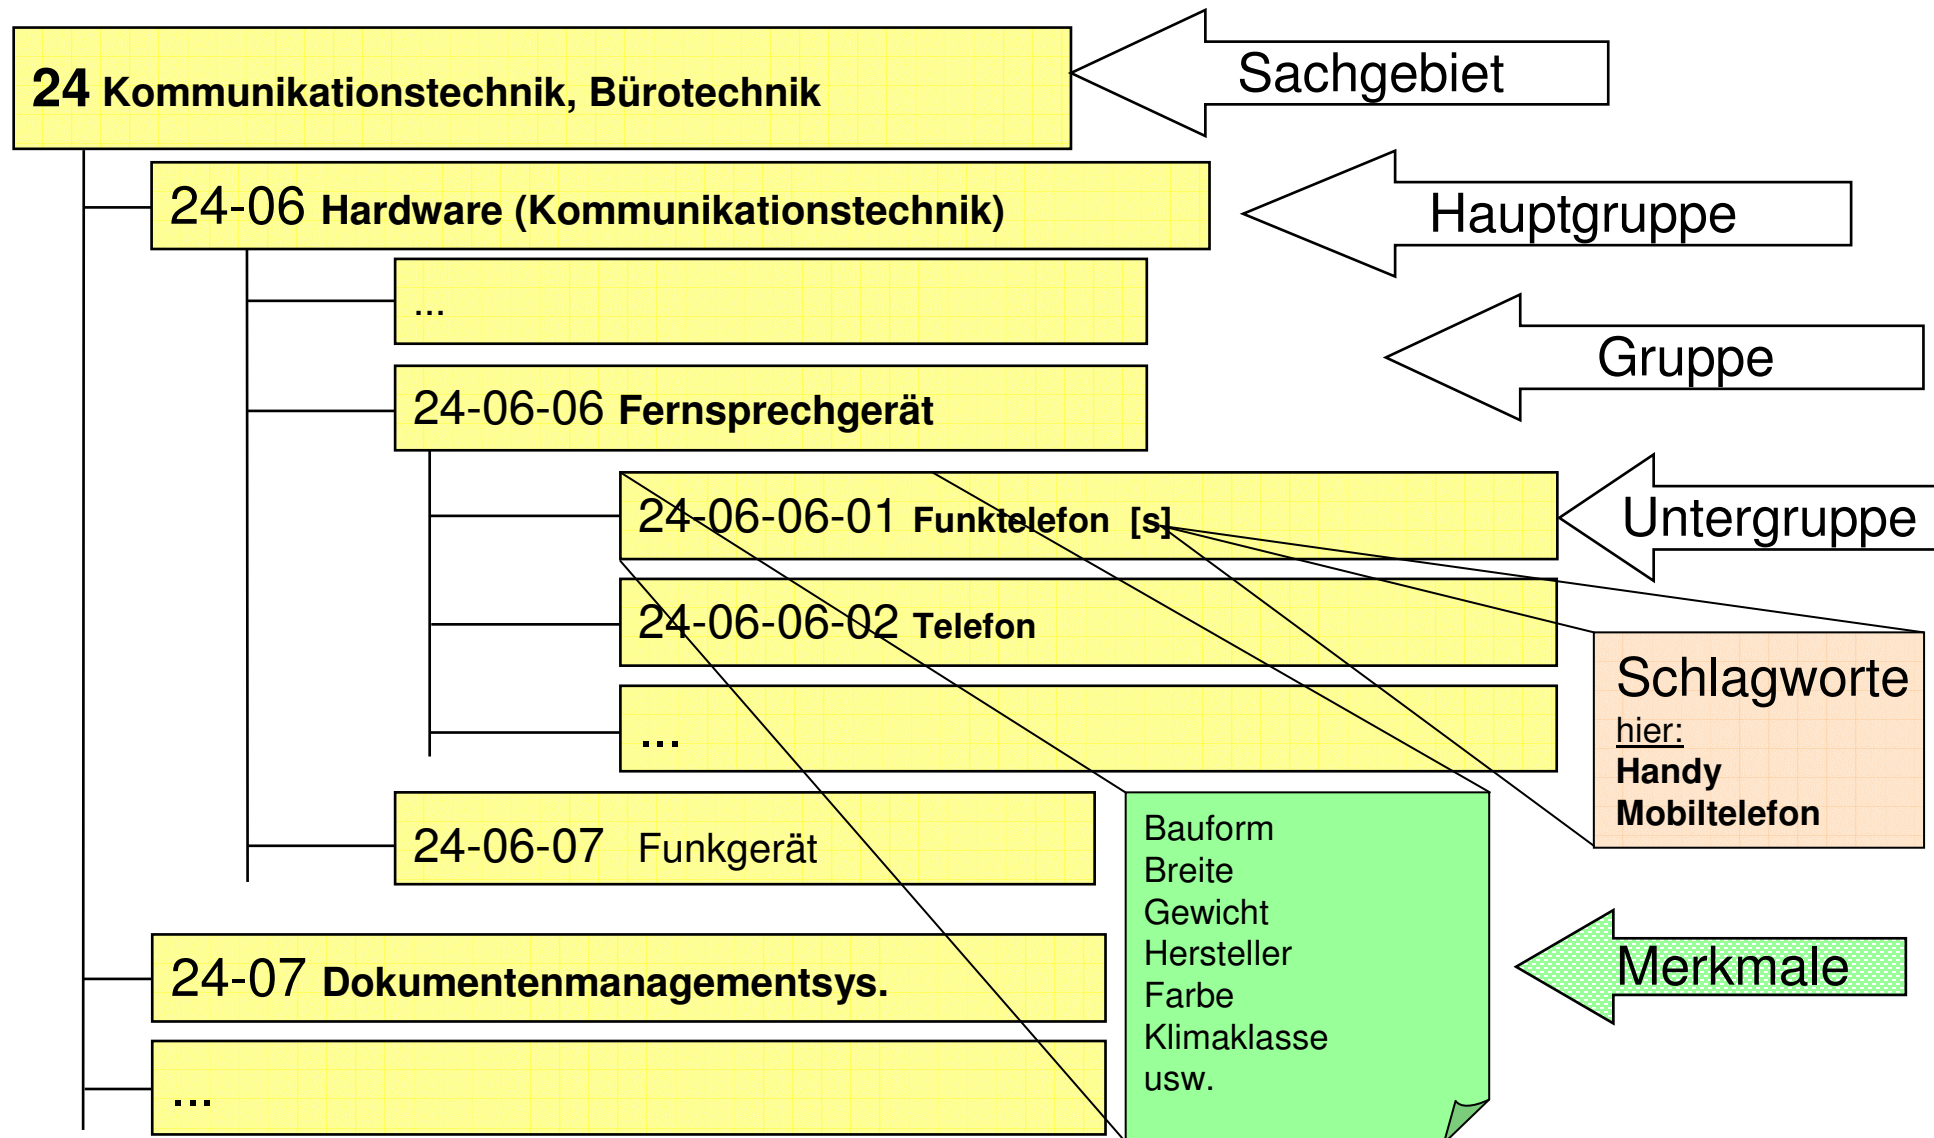 24 Kommunikationstechnik, Bürotechnik
Sachgebiet
24-06 Hardware (Kommunikationstechnik)
Hauptgruppe
...
Gruppe
24-06-06 Fernsprechgerät
24-06-06-01 Funktelefon [s]
Untergruppe
24-06-06-02 Telefon
...
Schlagworte
hier:
Handy
Mobiltelefon
24-06-07 Funkgerät
Bauform
Breite
Gewicht
Hersteller
Farbe
Klimaklasse
usw.
Merkmale
24-07 Dokumentenmanagementsys.
...